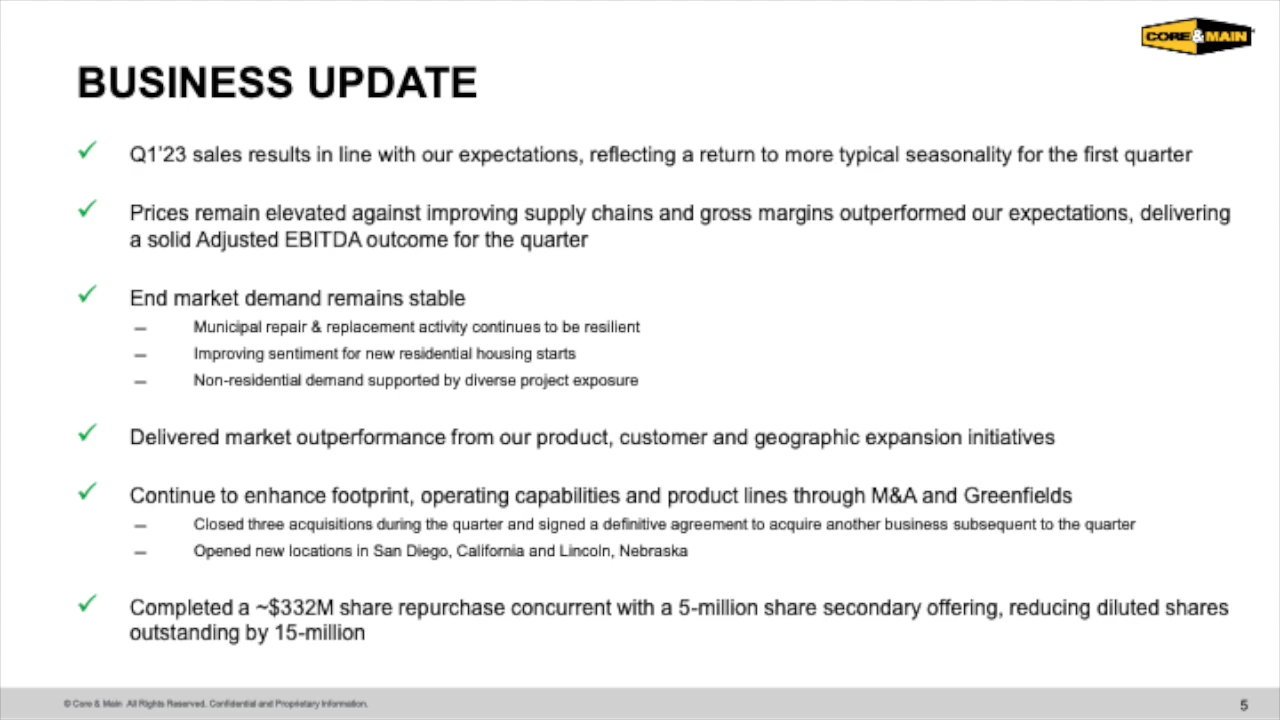 CORE & MAIN
BUSINESS UPDATE
✓ Q1’23 sales results in line with our expectations, reflecting a return to more typical seasonality for the first quarter
✓ Prices remain elevated against improving supply chains and gross margins outperformed our expectations, delivering
a solid Adjusted EBITDA outcome for the quarter
✓ End market demand remains stable
– Municipal repair & replacement activity continues to be resilient
– Improving sentiment for new residential housing starts
– Non-residential demand supported by diverse project exposure
✓ Delivered market outperformance from our product, customer and geographic expansion initiatives
✓ Continue to enhance footprint, operating capabilities and product lines through M&A and Greenfields
– Closed three acquisitions during the quarter and signed a definitive agreement to acquire another business subsequent to the quarter
– Opened new locations in San Diego, California and Lincoln, Nebraska
✓ Completed a ~$332M share repurchase concurrent with a 5-million share secondary offering, reducing diluted shares
outstanding by 15-million
© Core & Main All Rights Reserved. Confidential and Proprietary Information.
5